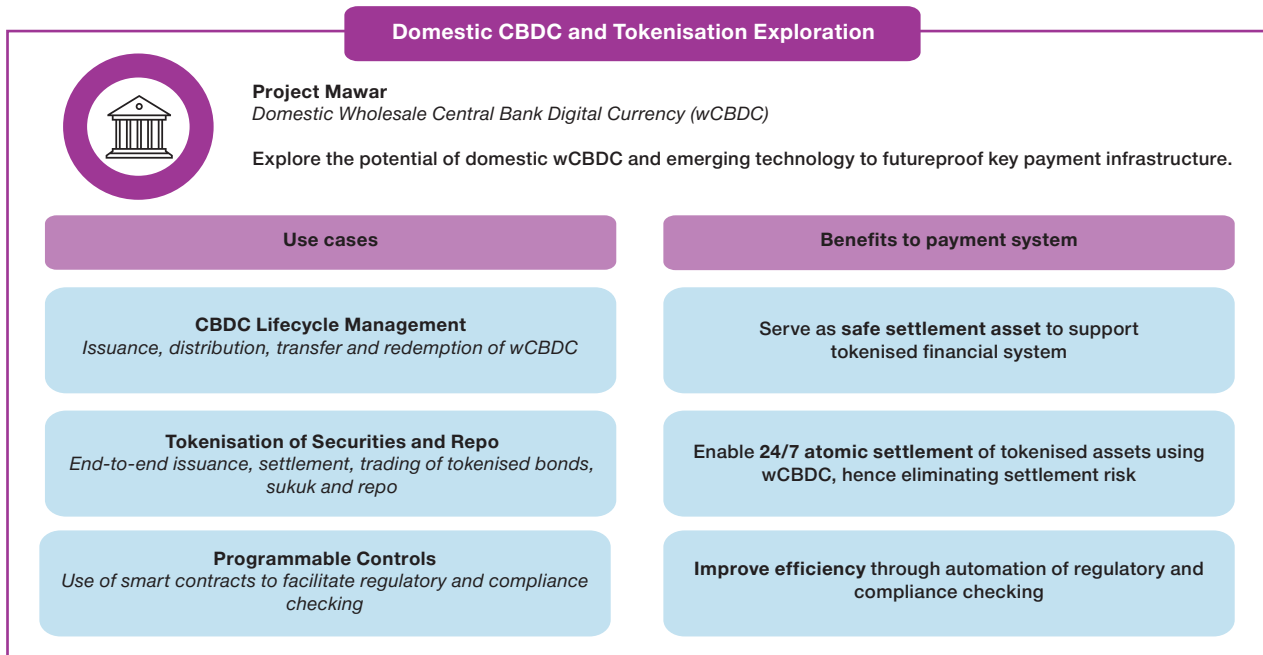 Domestic CBDC and Tokenisation Exploration
Project Mawar
Domestic Wholesale Central Bank Digital Currency (wCBDC)
Explore the potential of domestic wCBDC and emerging technology to futureproof key payment infrastructure.
Use cases
CBDC Lifecycle Management
Issuance, distribution, transfer and redemption of wCBDC
Tokenisation of Securities and Repo
End-to-end issuance, settlement, trading of tokenised bonds,
sukuk and repo
Programmable Controls
Use of smart contracts to facilitate regulatory and compliance
checking
Benefits to payment system
Serve as safe settlement asset to support
tokenised financial system
Enable 24/7 atomic settlement of tokenised assets using
wCBDC, hence eliminating settlement risk
Improve efficiency through automation of regulatory and
compliance checking